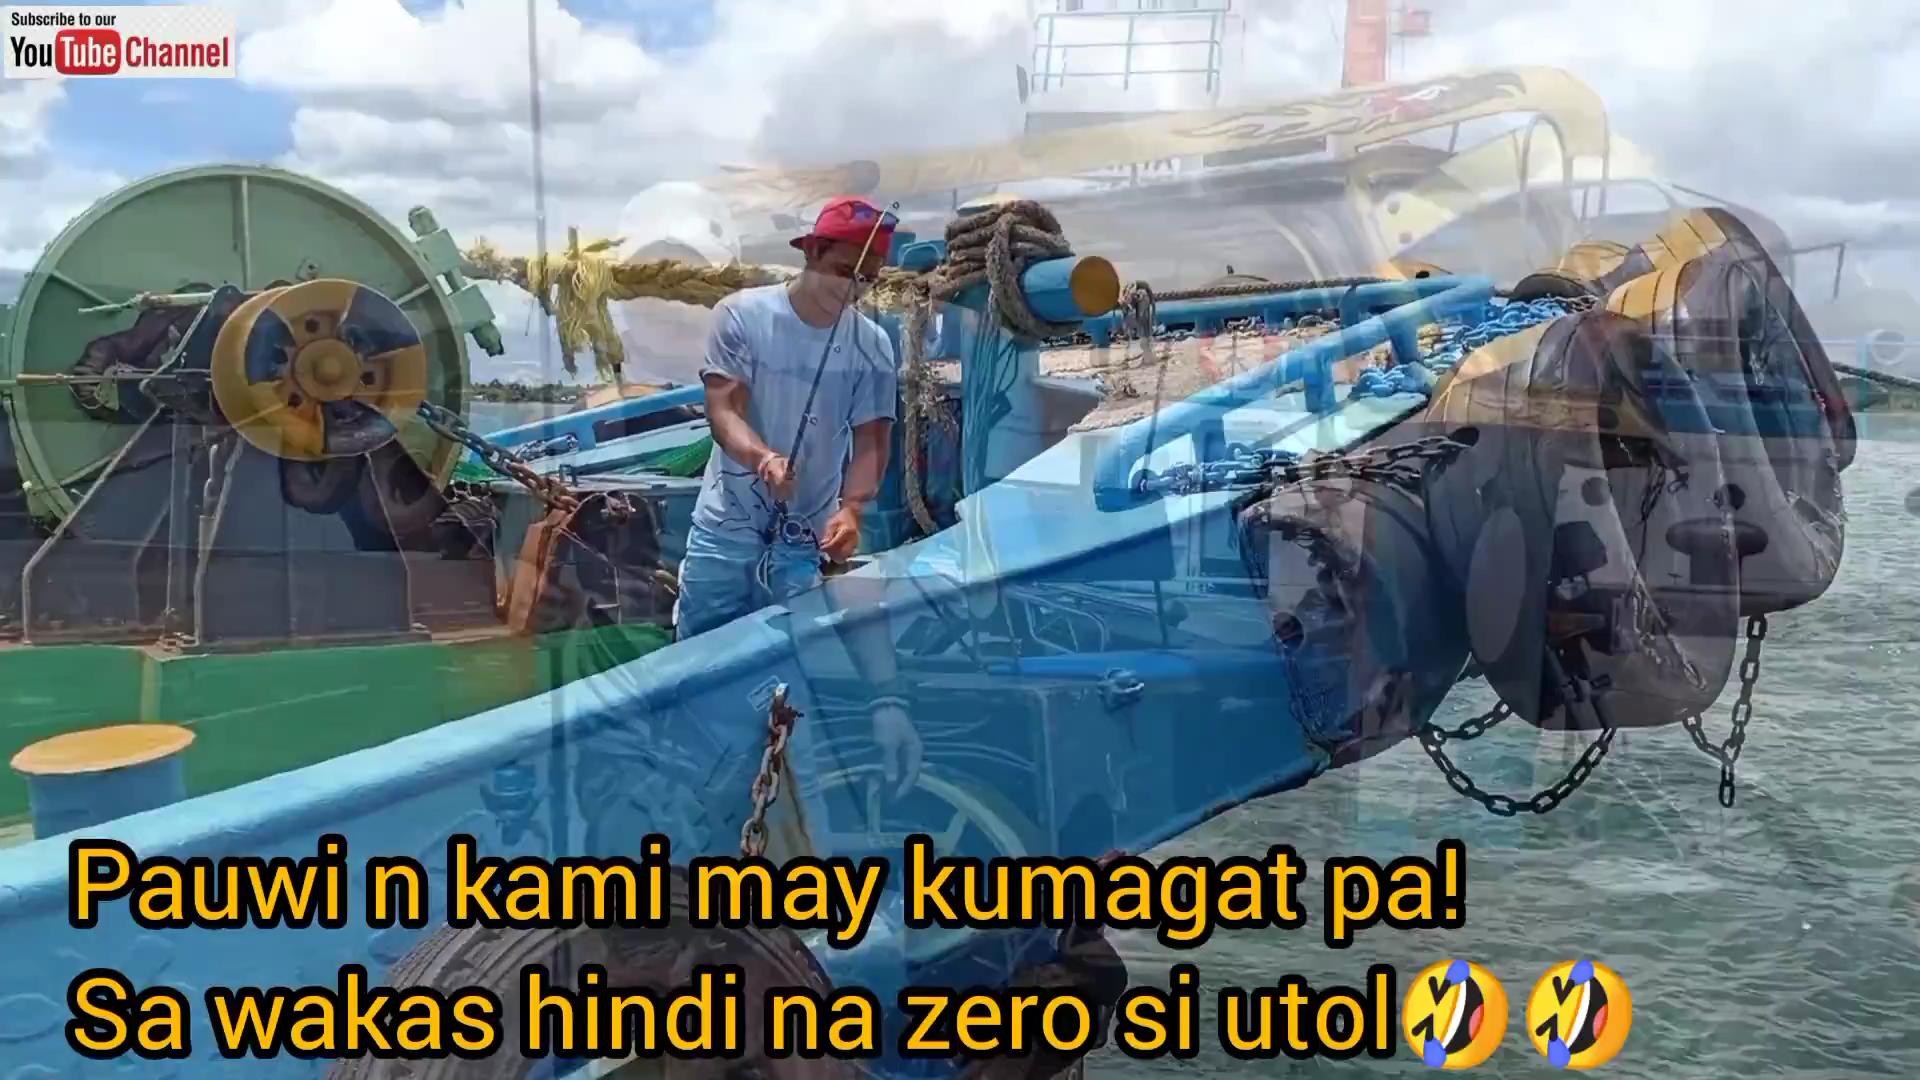 Subscribe to our
YouTube Channel
Pauwi n kami may kumagat pa!
Sa wakas hindi na zero si utol🤣🤣